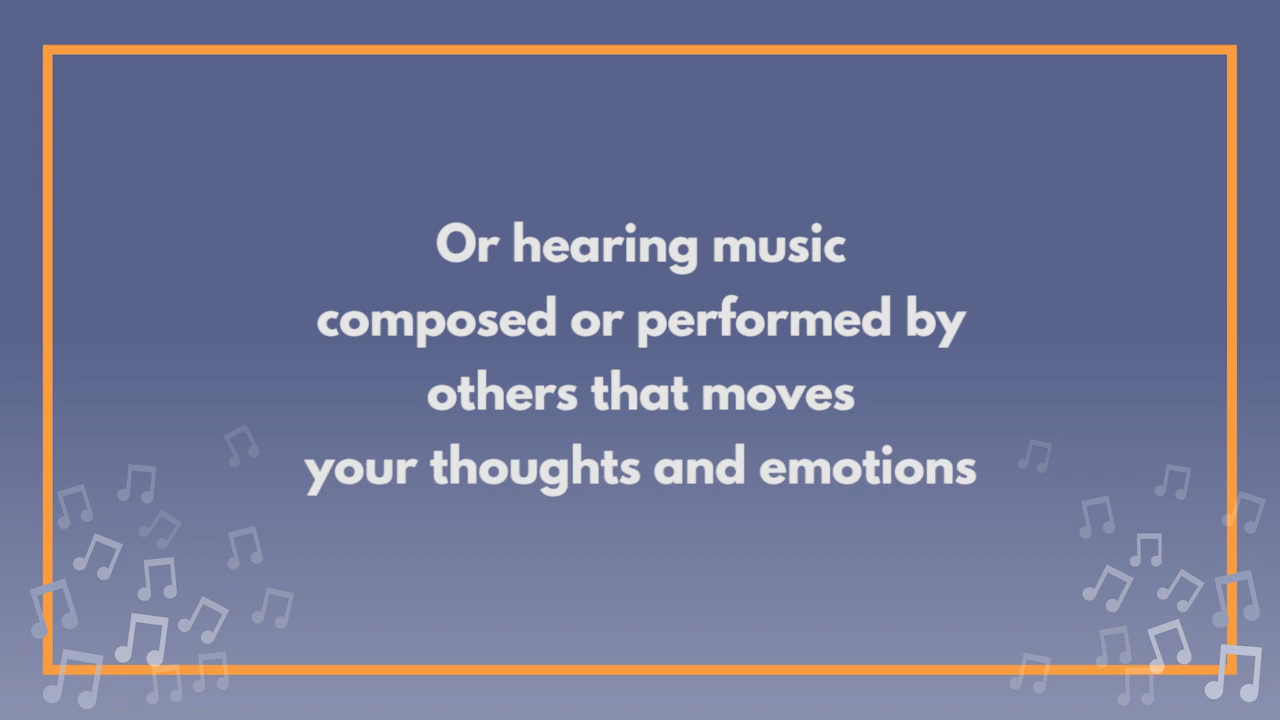 Or hearing music
composed or performed by
others that moves
your thoughts and emotions